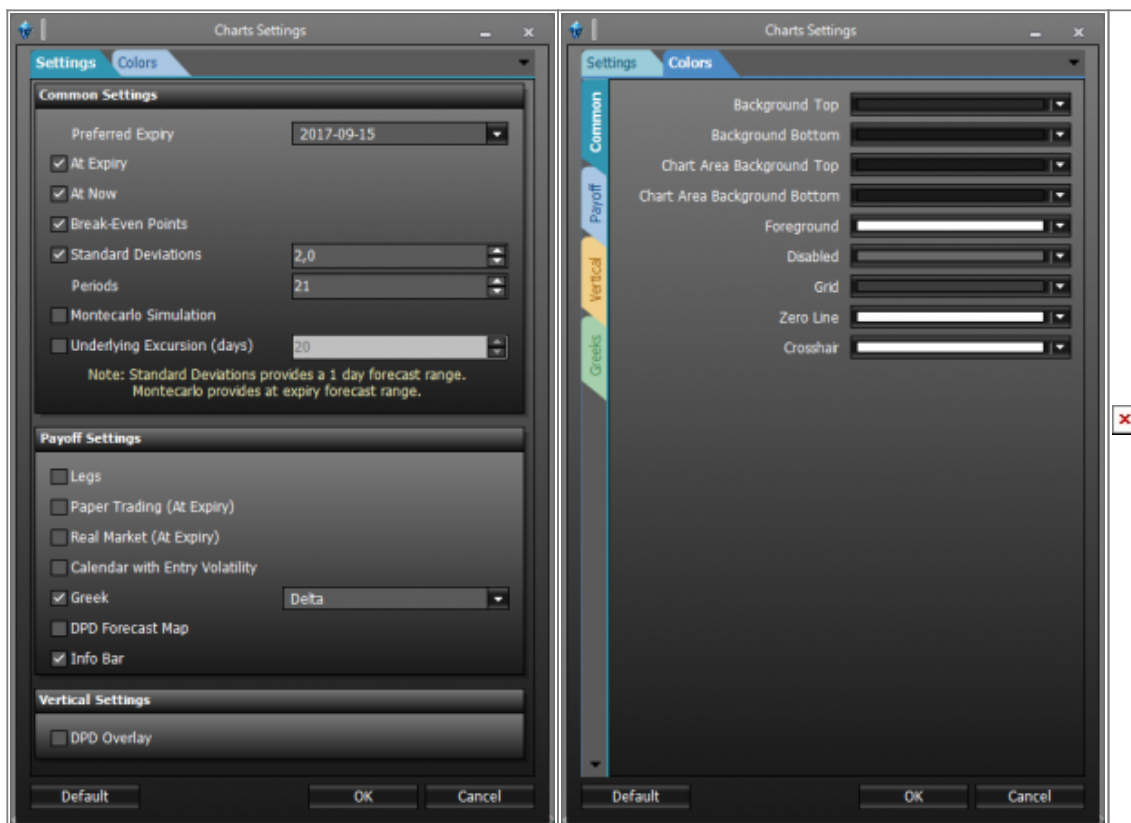 Charts Settings
Settings Colors
Common Settings
Preferred Expiry 2017-09-15
At Expiry
At Now
Break-Even Points
Standard Deviations 2,0
Periods 21
Montecarlo Simulation
Underlying Excursion (days) 20
Note: Standard Deviations provides a 1 day forecast range.
Montecarlo provides at expiry forecast range.
Payoff Settings
Legs
Paper Trading (At Expiry)
Real Market (At Expiry)
Calendar with Entry Volatility
Greek Delta
DPD Forecast Map
Info Bar
Vertical Settings
DPD Overlay
Default OK Cancel
Charts Settings
Settings Colors
Common
Payoff
Vertical
Greeks
Background Top
Background Bottom
Chart Area Background Top
Chart Area Background Bottom
Foreground
Disabled
Grid
Zero Line
Crosshair
Default OK Cancel